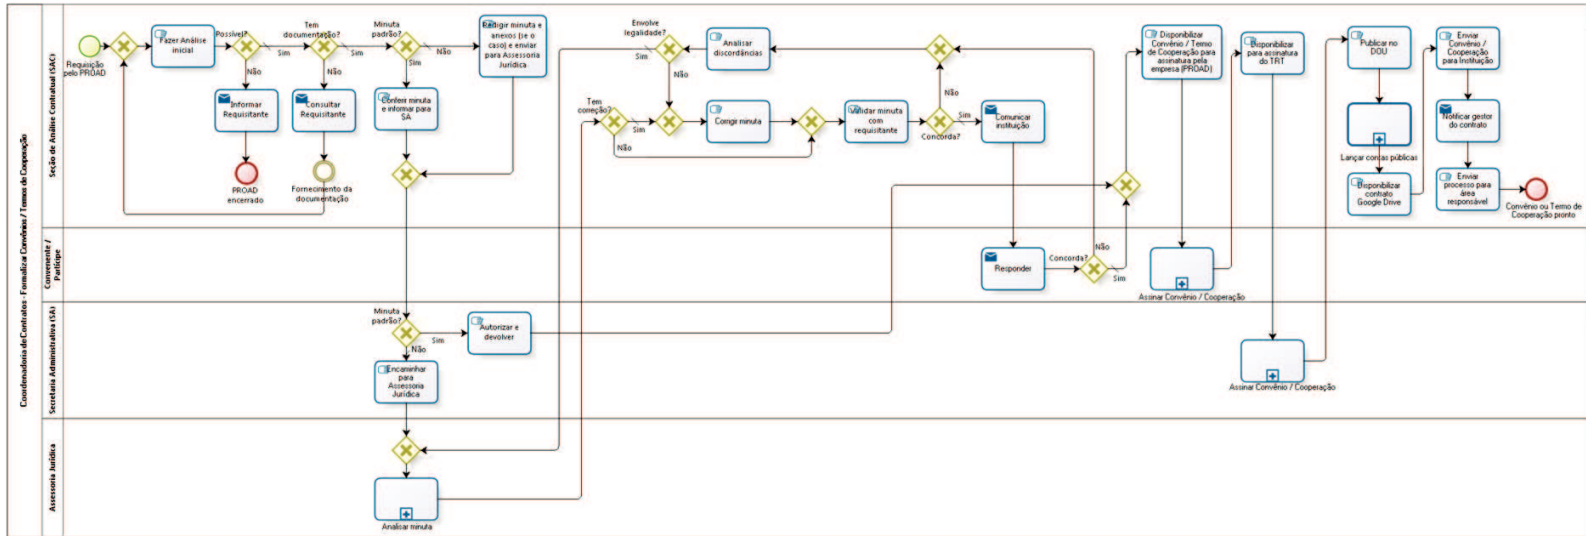 Coordenadoria de Contratos - Formalizar Convênios / Termos de Cooperação
Seção de Análise Contratual (SAC)
Requisição
pelo PROAD
Fazer Análise
inicial
Possível?
Sim
Não
Informar
Requisitante
PROAD
encerrado
Tem
documentação?
Sim
Não
Consultar
Requisitante
Fornecimento da
documentação
Minuta
padrão?
Não
Sim
Redigir minuta e
anexos (se o
caso) e enviar
para Assessoria
Jurídica
Conferir minuta
e informar para
SA
Envolve
legalidade?
Sim
Não
Analisar
discordâncias
Tem
correção?
Sim
Não
Corrigir minuta
Validar minuta
com
requisitante
Concorda?
Não
Sim
Comunicar
instituição
Disponibilizar
Convênio / Termo
de Cooperação para
assinatura pela
empresa (PROAD)
Disponibilizar
para assinatura
do TRT
Publicar no
DOU
Lançar contas públicas
Disponibilizar
contrato
Google Drive
Enviar
Convênio /
Cooperação
para Instituição
Notificar gestor
do contrato
Enviar
processo para
área
responsável
Convênio ou Termo de
Cooperação pronto
Convenente /
Partícipe
Responder
Concorda?
Não
Sim
Assinar Convênio / Cooperação
Secretaria Administrativa (SA)
Minuta
padrão?
Sim
Não
Autorizar e
devolver
Encaminhar
para
Assessoria
Jurídica
Assinar Convênio / Cooperação
Assessoria Jurídica
Analisar minuta